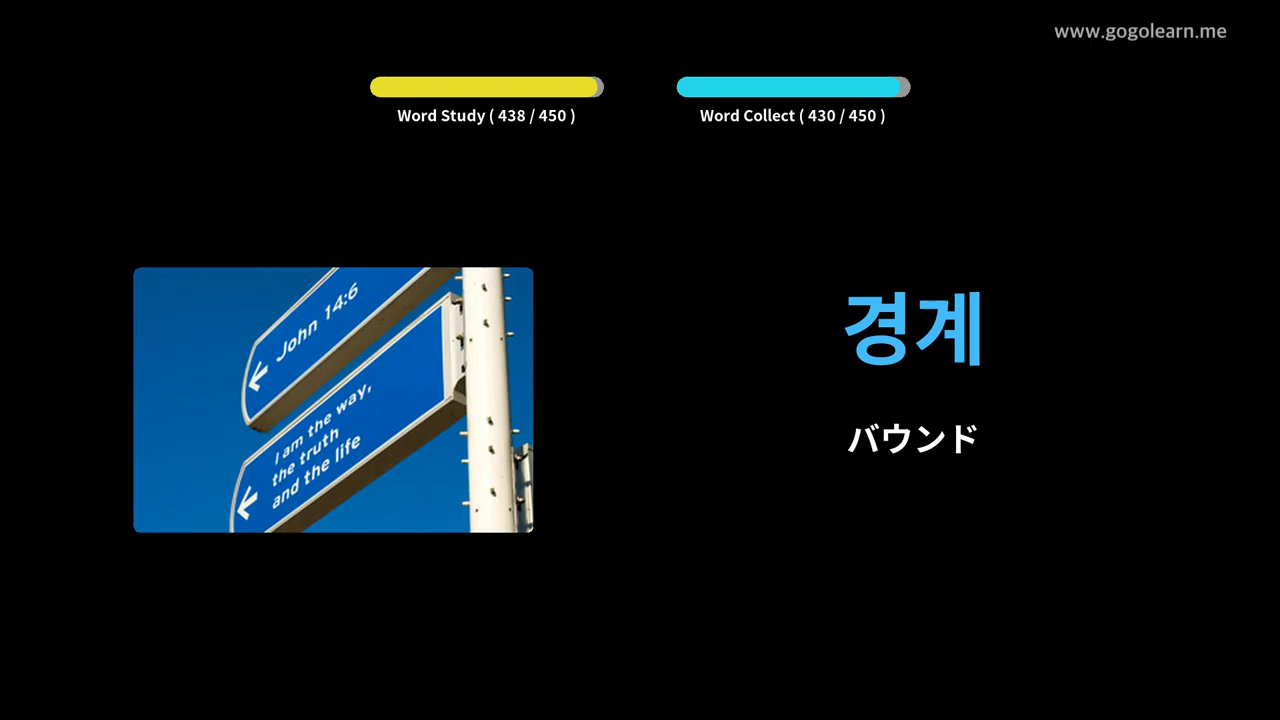 www.gogolearn.me
Word Study ( 438 / 450 )
Word Collect ( 430 / 450 )
John 14:6
I am the way,
the truth
and the life
경계
バウンド